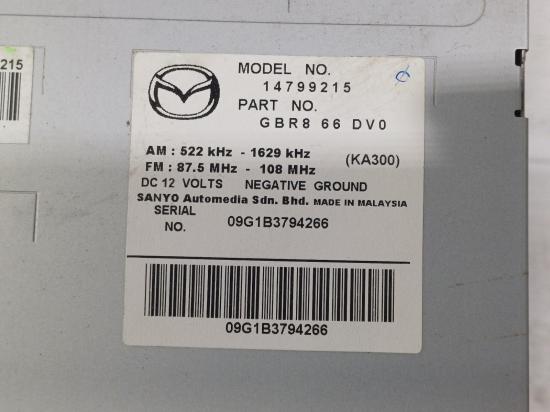 215
MODEL NO.
14799215
PART NO.
GBR8 66 DV0
AM : 522 kHz - 1629 kHz
(KA300)
FM : 87.5 MHz - 108 MHz
DC 12 VOLTS NEGATIVE GROUND
SANYO Automedia Sdn. Bhd. MADE IN MALAYSIA
SERIAL NO. 09G1B3794266
09G1B3794266